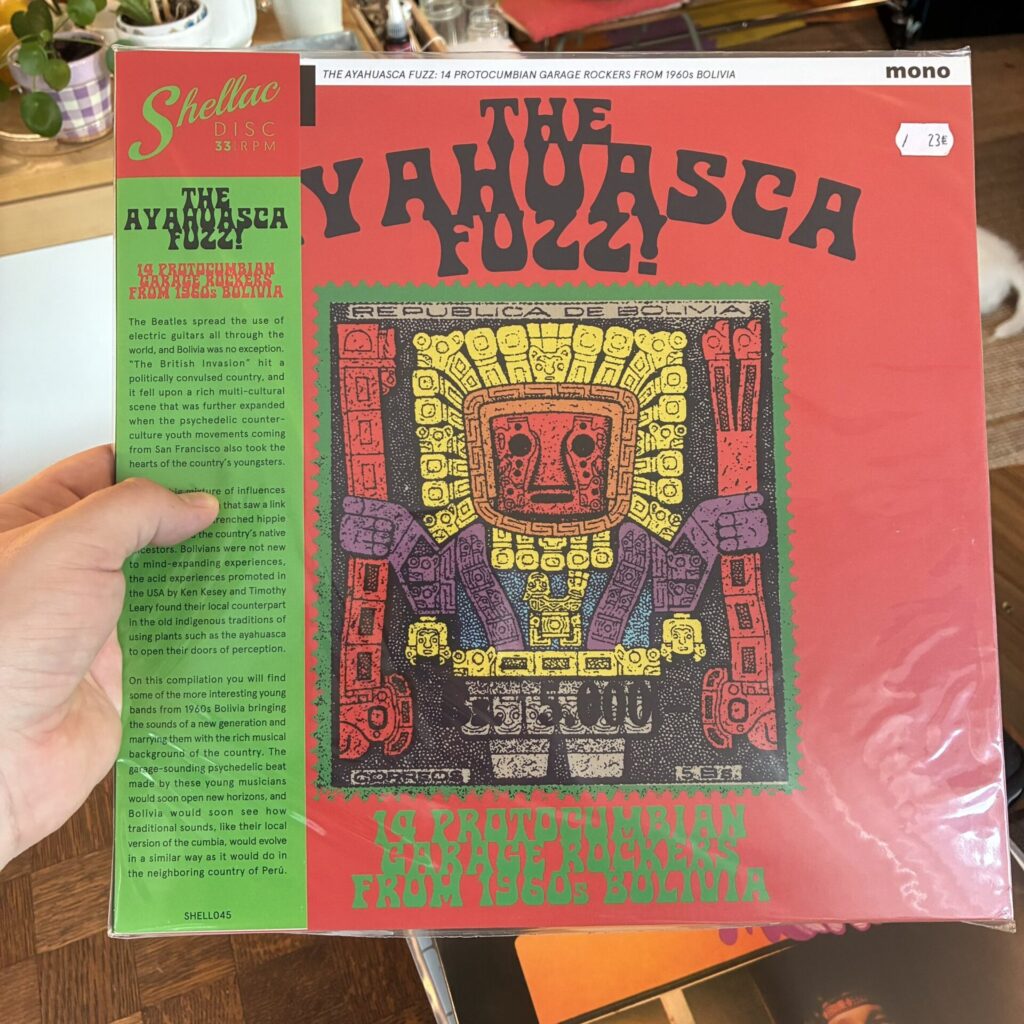 THE AYAHUASCA FUZZ: 14 PROTOCUMBIAN GARAGE ROCKERS FROM 1960s BOLIVIA
mono
/ 23€
Shellac
DISC
33 RPM
THE
AYAHUASCA
FUZZ!
14 PROTOCUMBIAN
GARAGE ROCKERS
FROM 1960s BOLIVIA
The Beatles spread the use of
electric guitars all through the
world, and Bolivia was no exception.
"The British Invasion" hit a
politically convulsed country, and
it fell upon a rich multi-cultural
scene that was further expanded
when the psychedelic counter-
culture youth movements coming
from San Francisco also took the
hearts of the country's youngsters.
mixture of influences
that saw a link
the country's native
ancestors. Bolivians were not new
to mind-expanding experiences,
the acid experiences promoted in
the USA by Ken Kesey and Timothy
Leary found their local counterpart
in the old indigenous traditions of
using plants such as the ayahuasca
to open their doors of perception.
On this compilation you will find
some of the more interesting young
bands from 1960s Bolivia bringing
the sounds of a new generation and
marrying them with the rich musical
background of the country. The
garage-sounding psychedelic beat
made by these young musicians
would soon open new horizons, and
Bolivia would soon see how
traditional sounds, like their local
version of the cumbia, would evolve
in a similar way as it would do in
the neighboring country of Perú.
SHELL045
THE
YAHUASCA
FUZZ!
REPUBLICA DE BOLIVIA
5.000
CORREOS
5 Bs.
14 PROTOCUMBIAN
GARAGE ROCKERS
FROM 1960s BOLIVIA